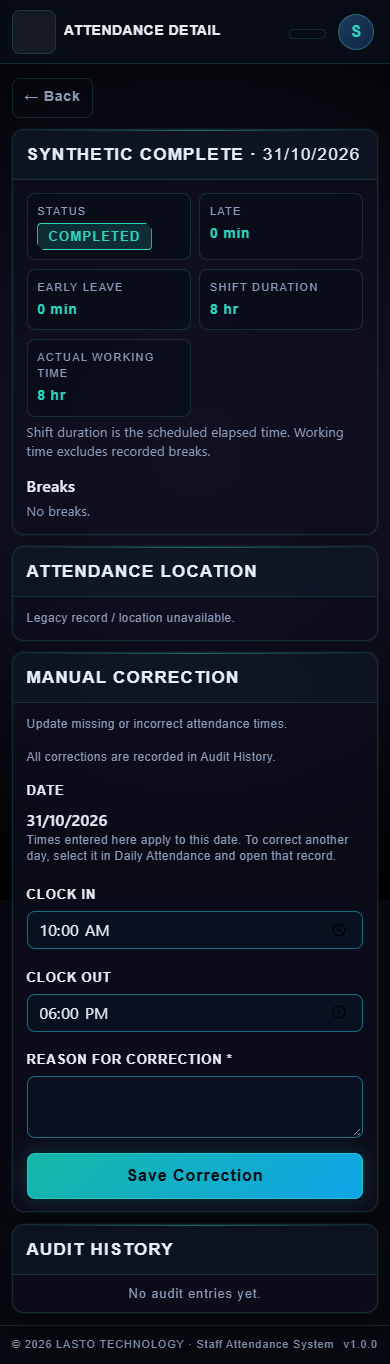 ATTENDANCE DETAIL
S
← Back
SYNTHETIC COMPLETE · 31/10/2026
STATUS
COMPLETED
LATE
0 min
EARLY LEAVE
0 min
SHIFT DURATION
8 hr
ACTUAL WORKING
TIME
8 hr
Shift duration is the scheduled elapsed time. Working
time excludes recorded breaks.
Breaks
No breaks.
ATTENDANCE LOCATION
Legacy record / location unavailable.
MANUAL CORRECTION
Update missing or incorrect attendance times.
All corrections are recorded in Audit History.
DATE
31/10/2026
Times entered here apply to this date. To correct another
day, select it in Daily Attendance and open that record.
CLOCK IN
10:00 AM
CLOCK OUT
06:00 PM
REASON FOR CORRECTION *
Save Correction
AUDIT HISTORY
No audit entries yet.
© 2026 LASTO TECHNOLOGY · Staff Attendance System v1.0.0